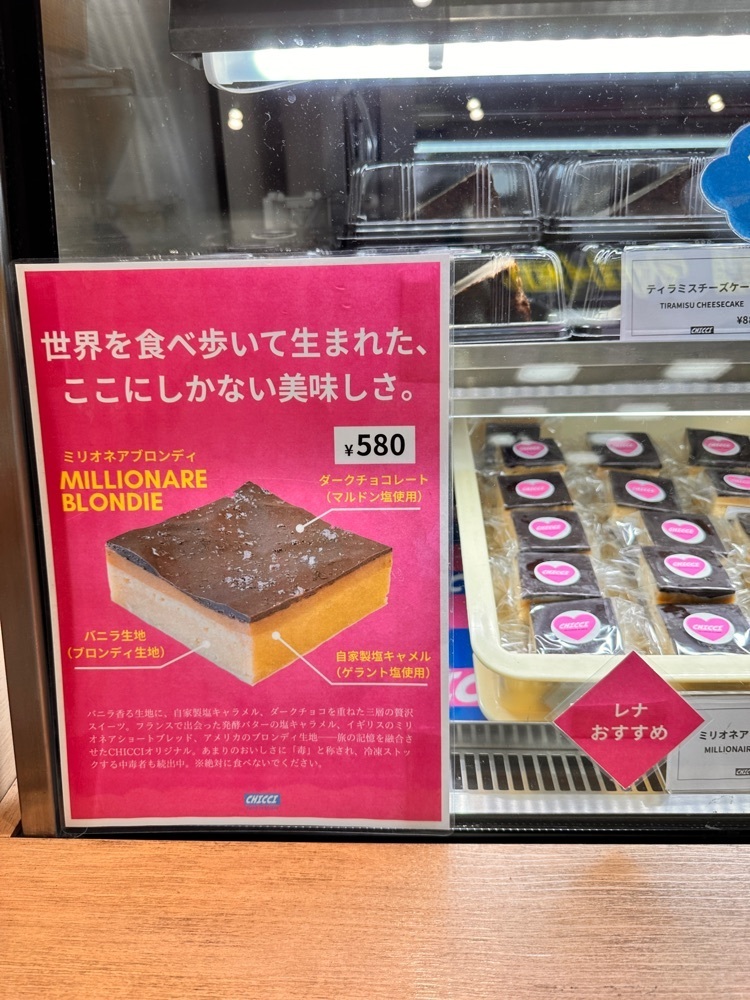 世界を食べ歩いて生まれた、
ここにしかない美味しさ。
¥580
ミリオネアブロンディ
MILLIONARE
BLONDIE
ダークチョコレート
(マルドン塩使用)
バニラ生地
(ブロンディ生地)
自家製塩キャメル
(ゲラント塩使用)
バニラ香る生地に、自家製塩キャラメル、ダークチョコを重ねた三層の贅沢
スイーツ。フランスで出会った発酵バターの塩キャラメル、イギリスのミリ
オネアショートブレッド、アメリカのブロンディ生地──旅の記憶を融合さ
せたCHICCIオリジナル。あまりのおいしさに「毒」と称され、冷凍ストッ
クする中毒者も続出中。※絶対に食べないでください。
CHICCI
ティラミスチーズケー
TIRAMISU CHEESECAKE
CHICCI
CHICCI
CHICCI
CHICCI
CHICCI
CHICCI
レナ
おすすめ
ミリオネア
MILLIONAIR